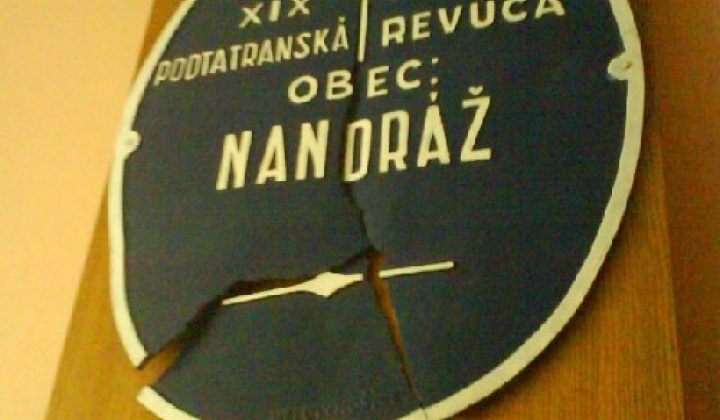 XIX
PODTATRANSKÁ
REVÚCA
OBEC:
NANDRÁŽ